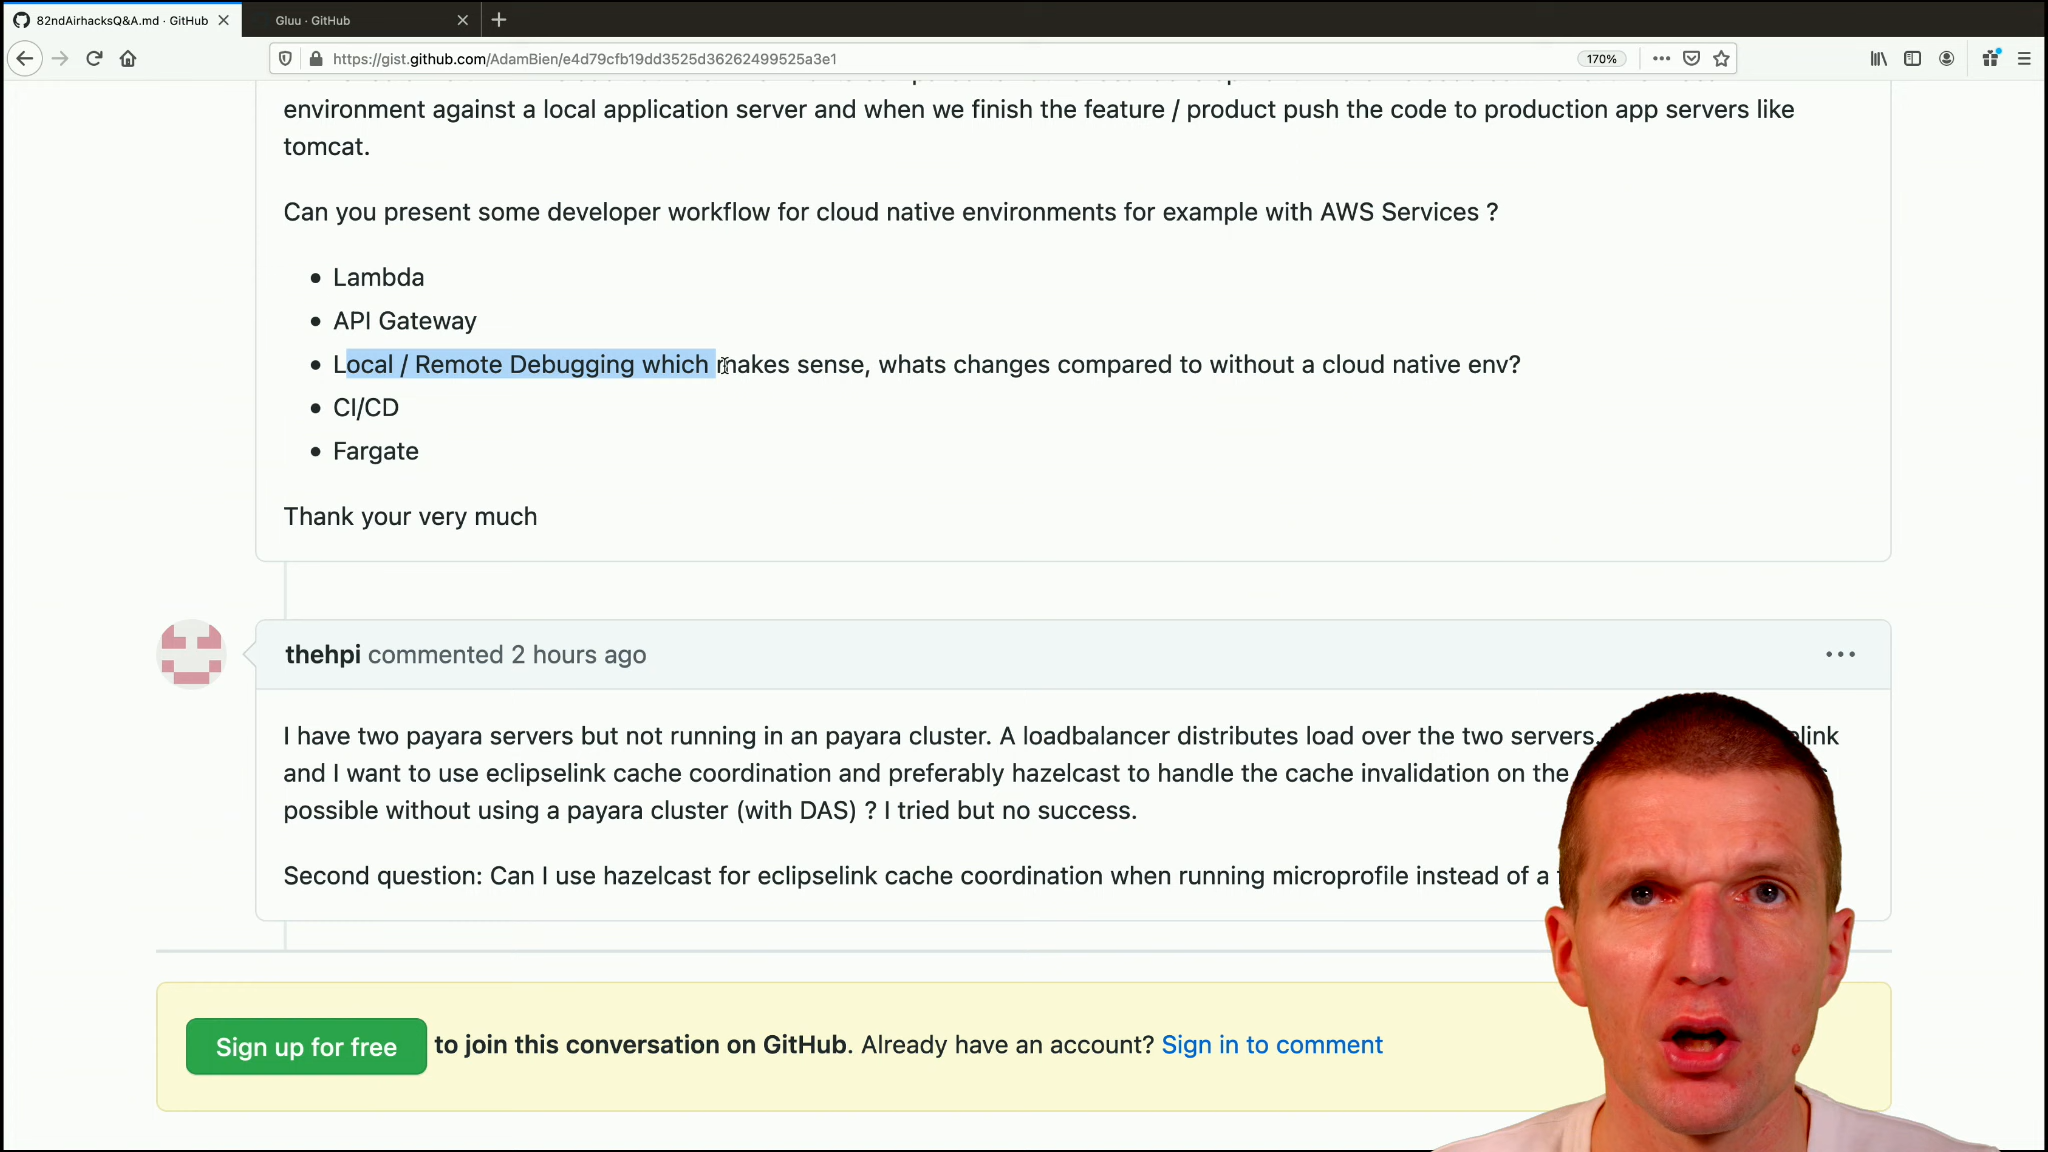 82ndAirhacksQ&A.md · GitHub
Gluu · GitHub
https://gist.github.com/AdamBien/e4d79cfb19dd3525d36262499525a3e1
170%
environment against a local application server and when we finish the feature / product push the code to production app servers like
tomcat.
Can you present some developer workflow for cloud native environments for example with AWS Services ?
Lambda
API Gateway
Local / Remote Debugging which makes sense, whats changes compared to without a cloud native env?
CI/CD
Fargate
Thank your very much
thehpi commented 2 hours ago
I have two payara servers but not running in an payara cluster. A loadbalancer distributes load over the two servers.
and I want to use eclipselink cache coordination and preferably hazelcast to handle the cache invalidation on the
possible without using a payara cluster (with DAS) ? I tried but no success.
Second question: Can I use hazelcast for eclipselink cache coordination when running microprofile instead of a
Sign up for free to join this conversation on GitHub. Already have an account? Sign in to comment